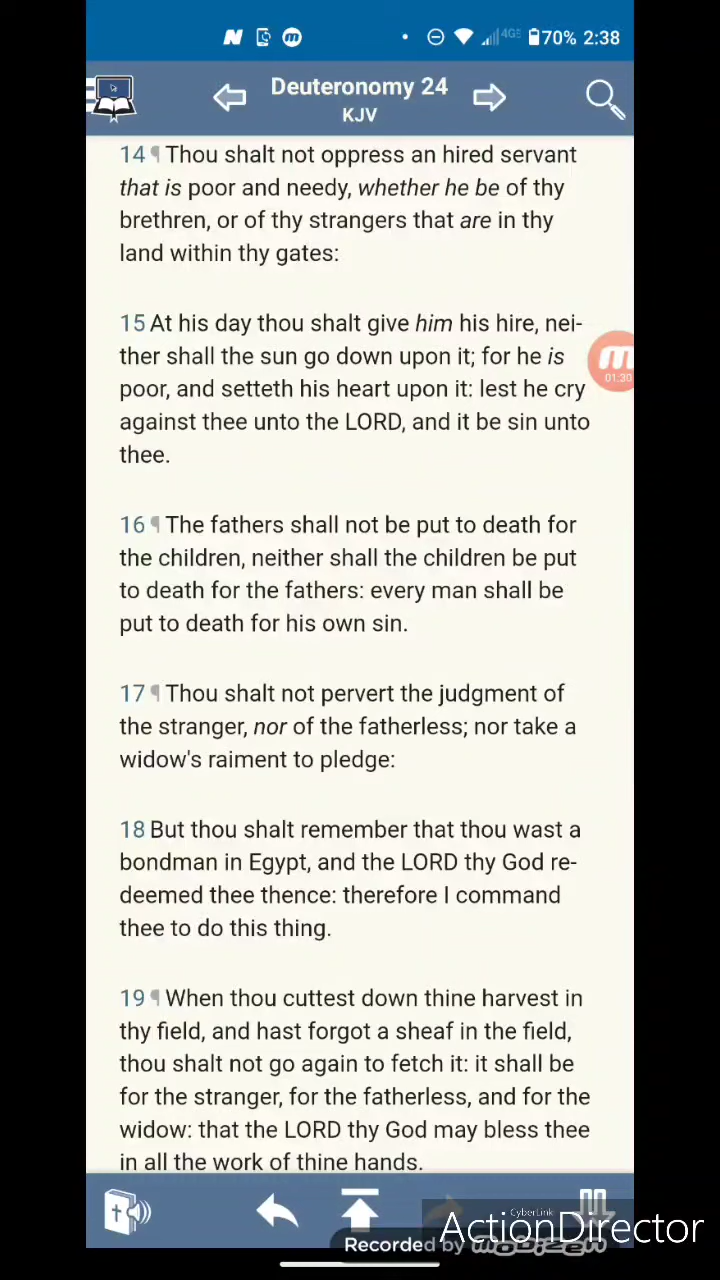 N m • 4GE 70% 2:38
Deuteronomy 24
KJV
14 ¶ Thou shalt not oppress an hired servant
that is poor and needy, whether he be of thy
brethren, or of thy strangers that are in thy
land within thy gates:
15 At his day thou shalt give him his hire, nei-
ther shall the sun go down upon it; for he is
poor, and setteth his heart upon it: lest he cry
against thee unto the LORD, and it be sin unto
thee.
m
01:30
16 ¶ The fathers shall not be put to death for
the children, neither shall the children be put
to death for the fathers: every man shall be
put to death for his own sin.
17 ¶ Thou shalt not pervert the judgment of
the stranger, nor of the fatherless; nor take a
widow's raiment to pledge:
18 But thou shalt remember that thou wast a
bondman in Egypt, and the LORD thy God re-
deemed thee thence: therefore I command
thee to do this thing.
19 ¶ When thou cuttest down thine harvest in
thy field, and hast forgot a sheaf in the field,
thou shalt not go again to fetch it: it shall be
for the stranger, for the fatherless, and for the
widow: that the LORD thy God may bless thee
in all the work of thine hands.
CyberLink
ActionDirector
Recorded by mobizen